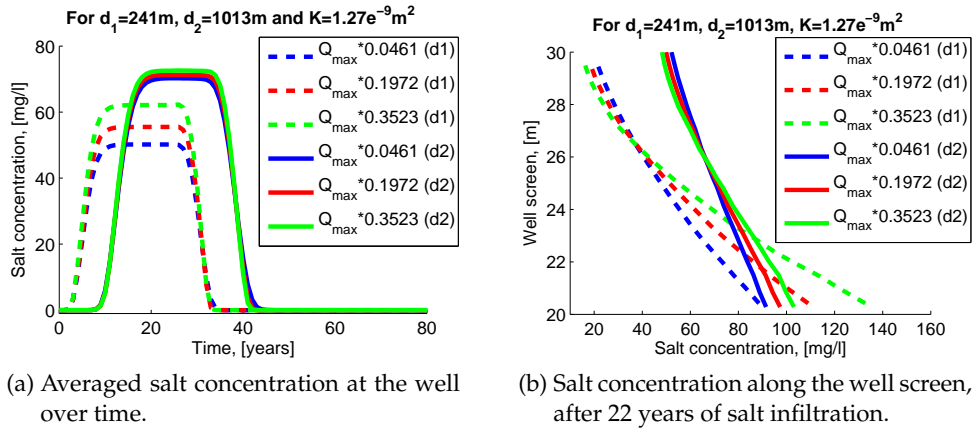 For d₁=241m, d₂=1013m and K=1.27e⁻⁹m²
Salt concentration, [mg/l]
80
60
40
20
0
0 20 40 60 80
Time, [years]
Qmax*0.0461 (d1)
Qmax*0.1972 (d1)
Qmax*0.3523 (d1)
Qmax*0.0461 (d2)
Qmax*0.1972 (d2)
Qmax*0.3523 (d2)
(a) Averaged salt concentration at the well
over time.
For d₁=241m, d₂=1013m and K=1.27e⁻⁹m²
Well screen, [m]
30
28
26
24
22
20
20 40 60 80 100 120 140 160
Salt concentration, [mg/l]
Qmax*0.0461 (d1)
Qmax*0.1972 (d1)
Qmax*0.3523 (d1)
Qmax*0.0461 (d2)
Qmax*0.1972 (d2)
Qmax*0.3523 (d2)
(b) Salt concentration along the well screen,
after 22 years of salt infiltration.